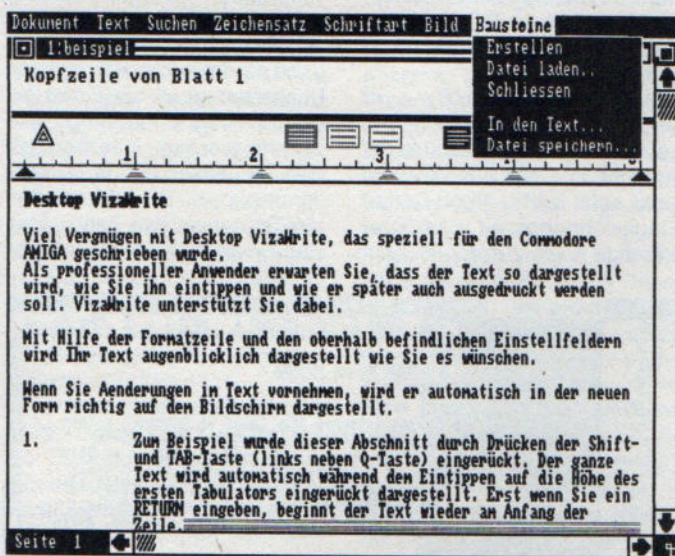 Dokument Text Suchen Zeichensatz Schriftart Bild Bausteine
1:beispiel
Erstellen
Datei laden..
Schliessen
In den Text...
Datei speichern...
Kopfzeile von Blatt 1
1 2 3
Desktop VizaWrite
Viel Vergnügen mit Desktop VizaWrite, das speziell für den Commodore
AMIGA geschrieben wurde.
Als professioneller Anwender erwarten Sie, dass der Text so dargestellt
wird, wie Sie ihn eintippen und wie er später auch ausgedruckt werden
soll. VizaWrite unterstützt Sie dabei.
Mit Hilfe der Formatzeile und den oberhalb befindlichen Einstellfeldern
wird Ihr Text augenblicklich dargestellt wie Sie es wünschen.
Wenn Sie Aenderungen im Text vornehmen, wird er automatisch in der neuen
Form richtig auf dem Bildschirm dargestellt.
1. Zum Beispiel wurde dieser Abschnitt durch Drücken der Shift-
und TAB-Taste (links neben Q-Taste) eingerückt. Der ganze
Text wird automatisch während dem Eintippen auf die Höhe des
ersten Tabulators eingerückt dargestellt. Erst wenn Sie ein
RETURN eingeben, beginnt der Text wieder am Anfang der
Zeile.
Seite 1